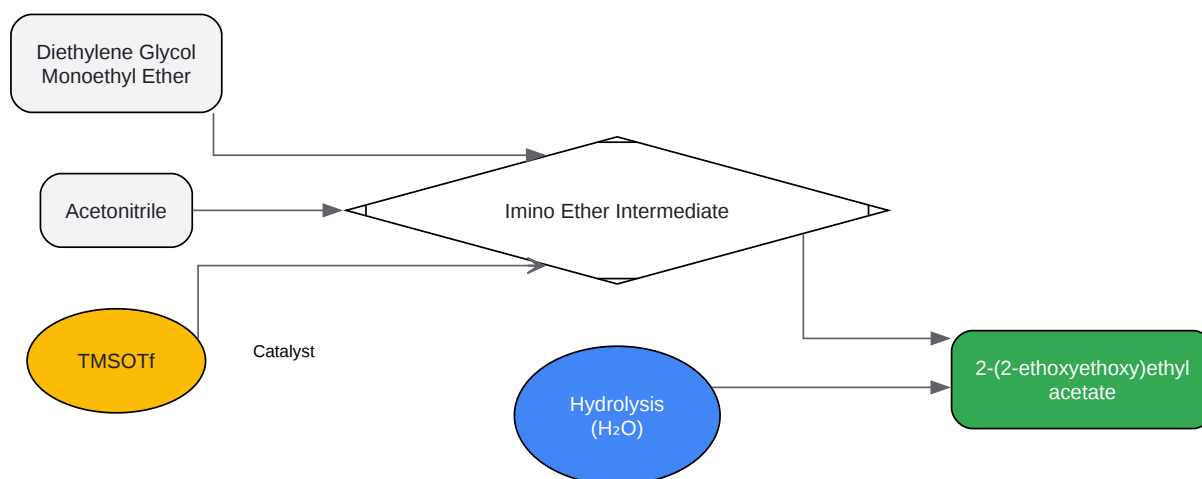 Diethylene Glycol
Monoethyl Ether
Acetonitrile
Imino Ether Intermediate
TMSOTf
Catalyst
Hydrolysis
(H₂O)
2-(2-ethoxyethoxy)ethyl
acetate